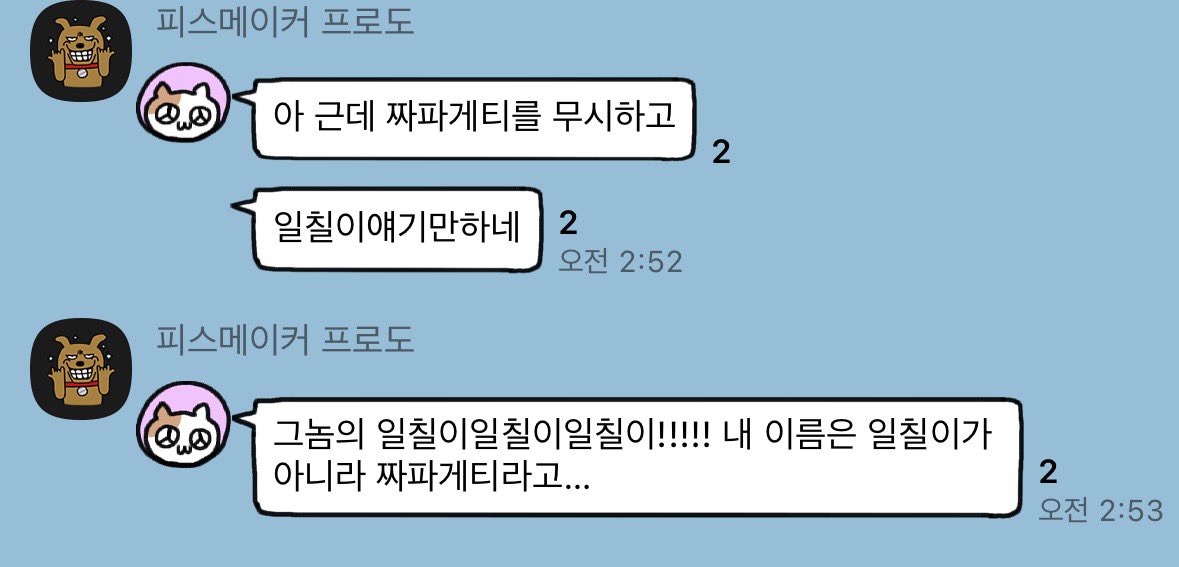 피스메이커 프로도
아 근데 짜파게티를 무시하고
2
일칠이얘기만하네
2
오전 2:52
피스메이커 프로도
그놈의 일칠이일칠이일칠이!!!!! 내 이름은 일칠이가
아니라 짜파게티라고...
2
오전 2:53